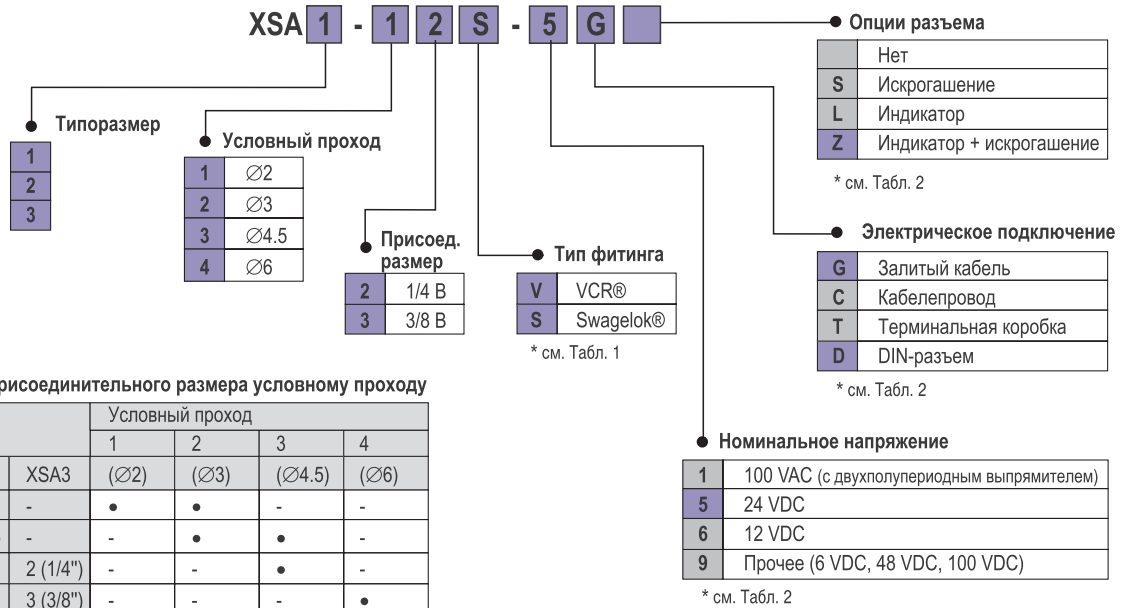 XSA 1 - 1 2 S - 5 G
Опции разъема
Нет
S Искрогашение
L Индикатор
Z Индикатор + искрогашение
* см. Табл. 2
Типоразмер
1
2
3
Условный проход
1 ∅2
2 ∅3
3 ∅4.5
4 ∅6
Присоед.
размер
2 1/4 В
3 3/8 В
Тип фитинга
V VCR®
S Swagelok®
* см. Табл. 1
Электрическое подключение
G Залитый кабель
C Кабелепровод
T Терминальная коробка
D DIN-разъем
* см. Табл. 2
Номинальное напряжение
1 100 VAC (с двухполупериодным выпрямителем)
5 24 VDC
6 12 VDC
9 Прочее (6 VDC, 48 VDC, 100 VDC)
* см. Табл. 2
рисоединительного размера условному проходу
Условный проход
1 2 3 4
XSA3 (∅2) (∅3) (∅4.5) (∅6)
- ● ● - -
- - ● ● -
2 (1/4") - - ● -
3 (3/8") - - - ●